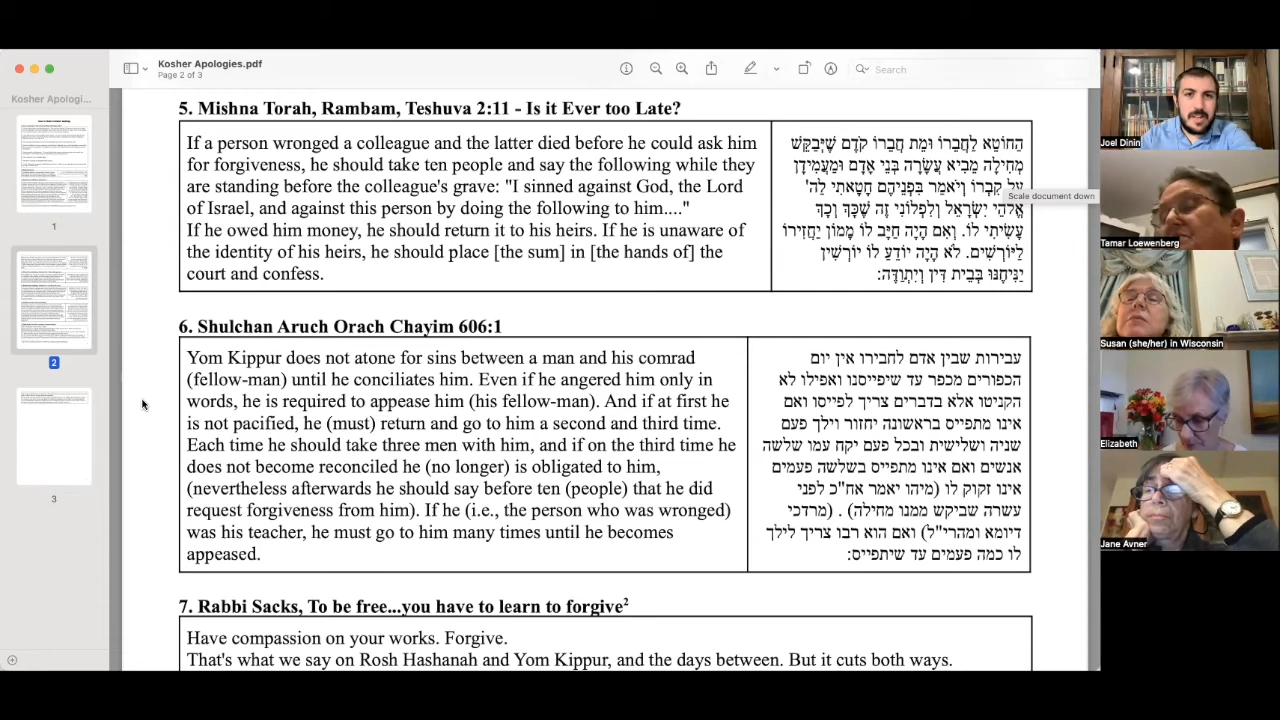 Kosher Apologies.pdf
Page 2 of 3
Search
Kosher Apologi...
1
2
3
5. Mishna Torah, Rambam, Teshuva 2:11 - Is it Ever too Late?
If a person wronged a colleague and the latter died before he could ask him
for forgiveness, he should take ten people and say the following while they
are standing before the colleague's grave: "I sinned against God, the Lord
of Israel, and against this person by doing the following to him...."
If he owed him money, he should return it to his heirs. If he is unaware of
the identity of his heirs, he should place [the sum] in [the hands of] the
court and confess.
הַחוֹטֵא לַחֲבֵרוֹ וּמֵת חֲבֵרוֹ קֹדֶם שֶׁיְּבַקֵּשׁ
מְחִילָה מֵבִיא עֲשָׂרָה בְּנֵי אָדָם וּמַעֲמִידָן
עַל קִבְרוֹ וְיֹאמַר בִּפְנֵיהֶם חָטָאתִי לַה'
אֱלֹהֵי יִשְׂרָאֵל וְלִפְלוֹנִי זֶה שֶׁכָּךְ וְכָךְ
עָשִׂיתִי לוֹ. וְאִם הָיָה חַיָּב לוֹ מָמוֹן יַחֲזִירוֹ
לַיּוֹרְשִׁים. לֹא הָיָה יוֹדֵעַ לוֹ יוֹרְשִׁין
יַנִּיחֶנּוּ בְּבֵית דִּין וְיִתְוַדֶּה:
Scale document down
6. Shulchan Aruch Orach Chayim :1
Yom Kippur does not atone for sins between a man and his comrad
(fellow-man) until he conciliates him. Even if he angered him only in
words, he is required to appease him (his fellow-man). And if at first he
is not pacified, he (must) return and go to him a second and third time.
Each time he should take three men with him, and if on the third time he
does not become reconciled he (no longer) is obligated to him,
(nevertheless afterwards he should say before ten (people) that he did
request forgiveness from him). If he (i.e., the person who was wronged)
was his teacher, he must go to him many times until he becomes
appeased.
עבירות שבין אדם לחבירו אין יום
הכפורים מכפר עד שיפייסנו ואפילו לא
הקניטו אלא בדברים צריך לפייסו ואם
אינו מתפייס בראשונה יחזור וילך פעם
שניה ושלישית ובכל פעם יקח עמו שלשה
אנשים ואם אינו מתפייס בשלשה פעמים
אינו זקוק לו (מיהו יאמר אח"כ לפני
עשרה שביקש ממנו מחילה) . (מרדכי
דיומא ומהרי"ל) ואם הוא רבו צריך לילך
לו כמה פעמים עד שיתפייס:
7. Rabbi Sacks, To be free...you have to learn to forgive2
Have compassion on your works. Forgive.
That's what we say on Rosh Hashanah and Yom Kippur, and the days between. But it cuts both ways.
Joel Dinin
Tamar Loewenberg
Susan (she/her) in Wisconsin
Elizabeth
Jane Avner